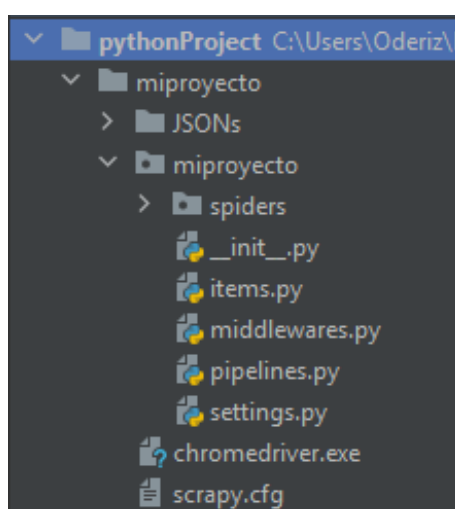 pythonProject C:\Users\Oderiz\
miproyecto
JSONs
miproyecto
spiders
__init__.py
items.py
middlewares.py
pipelines.py
settings.py
chromedriver.exe
scrapy.cfg